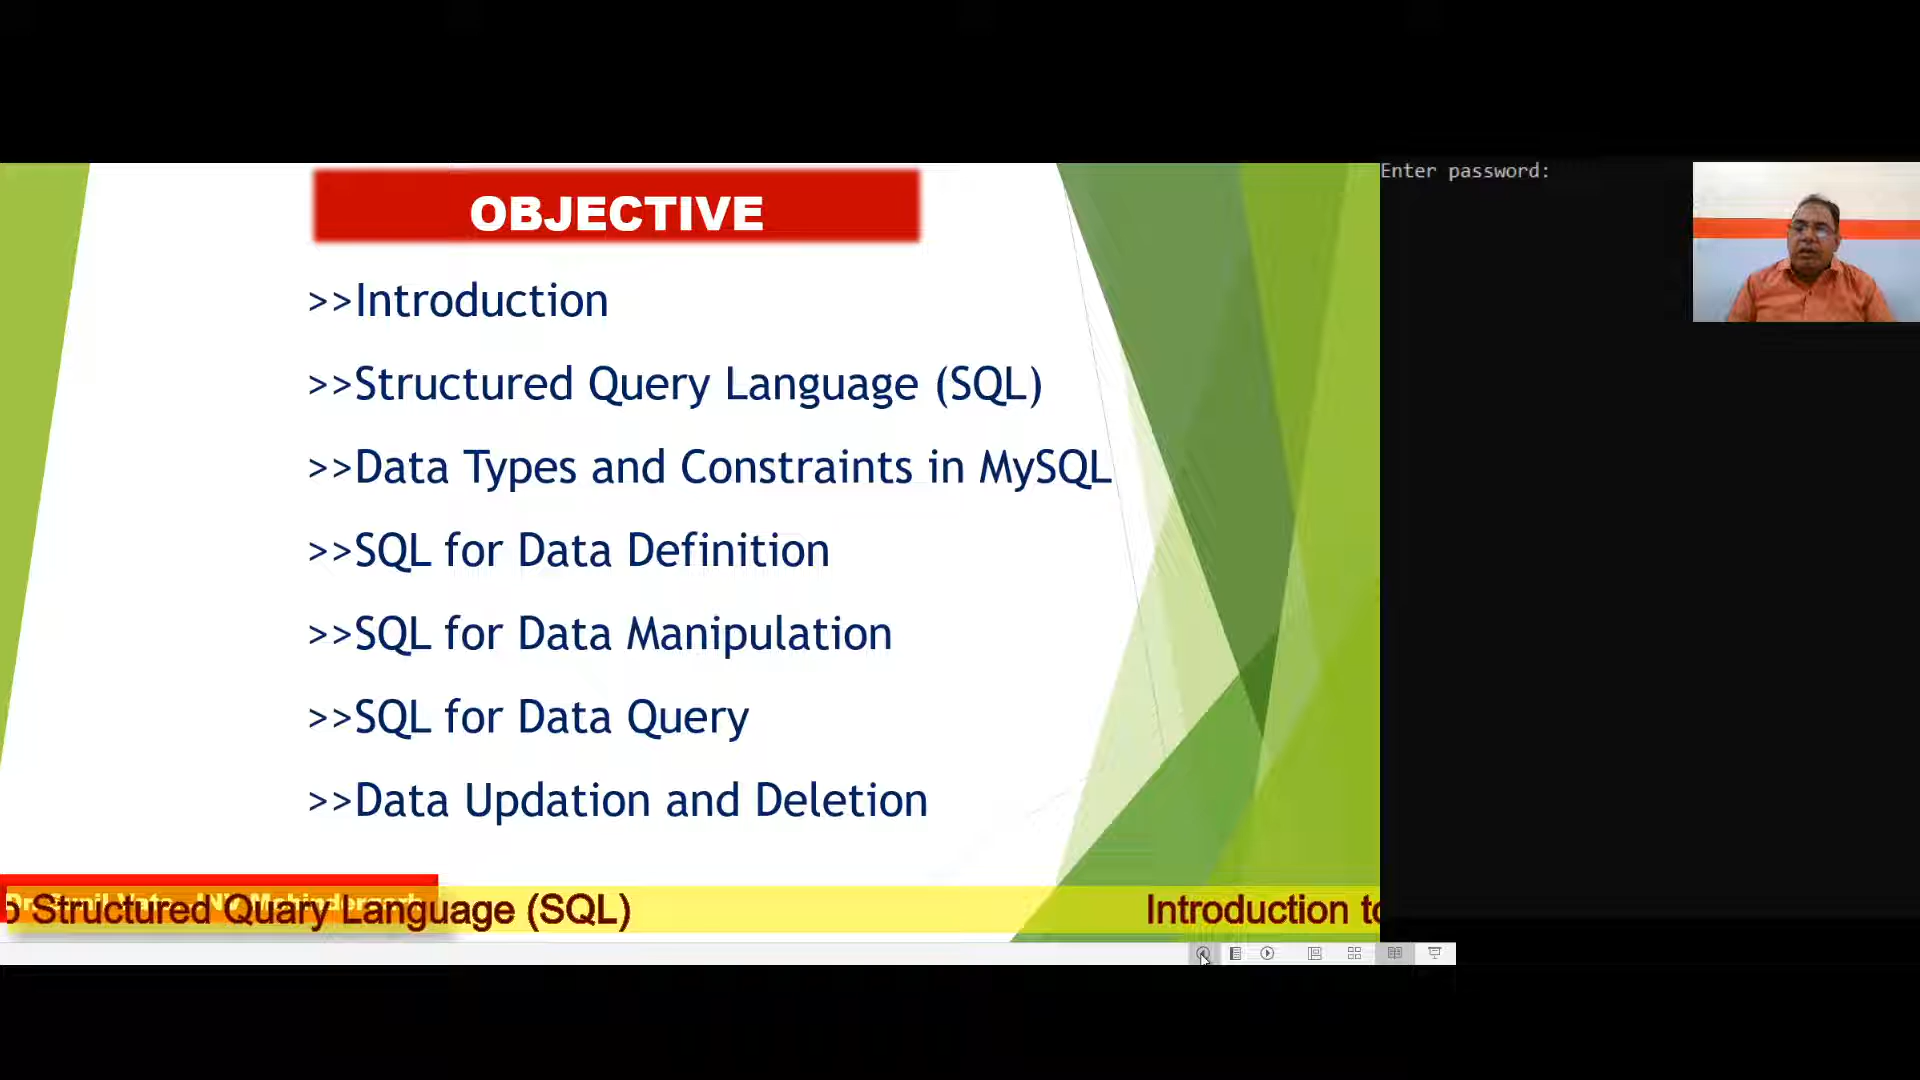 OBJECTIVE
>>Introduction
>>Structured Query Language (SQL)
>>Data Types and Constraints in MySQL
>>SQL for Data Definition
>>SQL for Data Manipulation
>>SQL for Data Query
>>Data Updation and Deletion
Structured Quary Language (SQL)
Introduction to
Enter password: